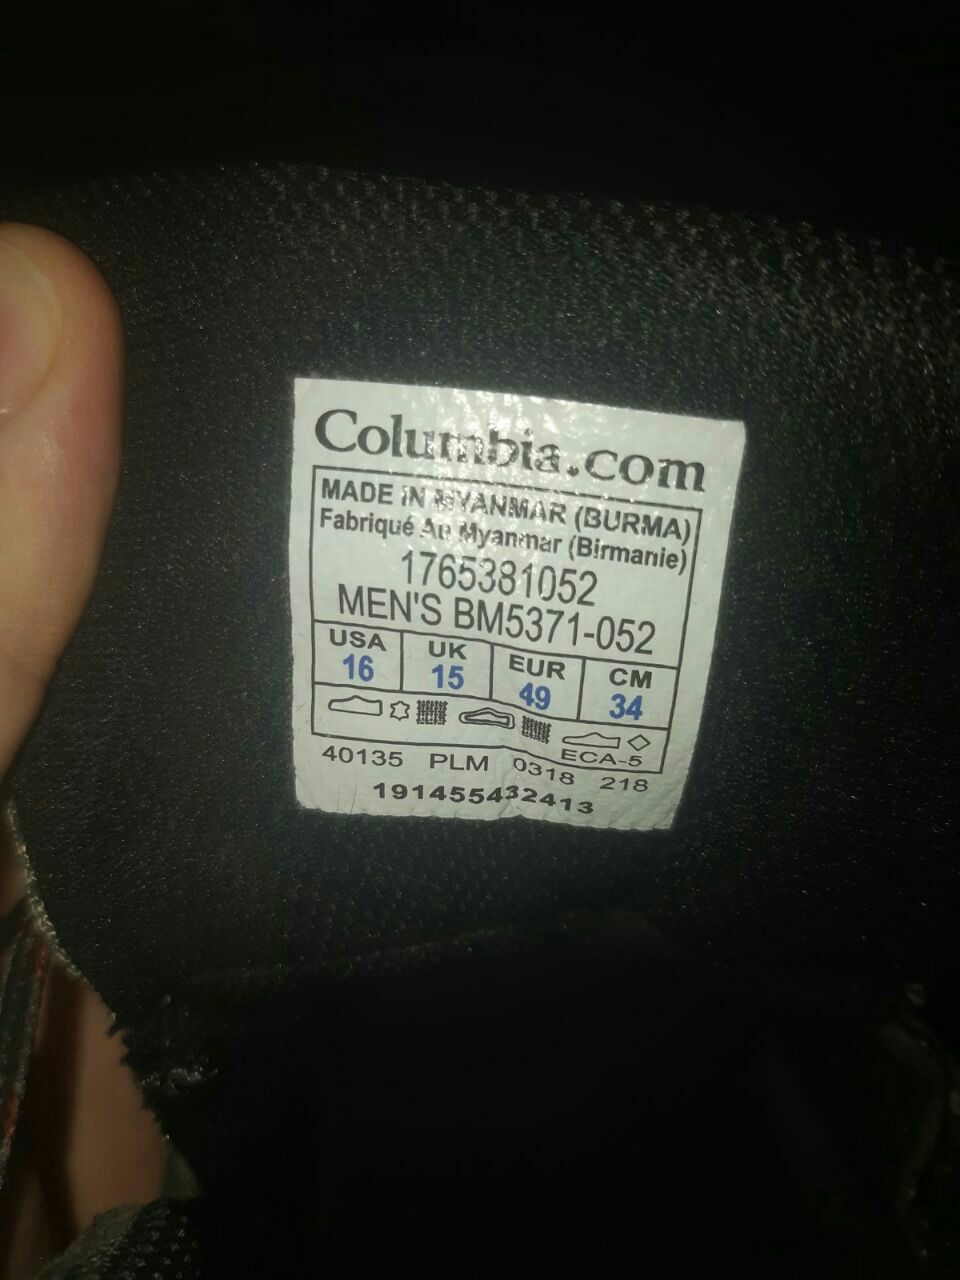 Columbia.com
MADE IN MYANMAR (BURMA)
Fabriqué Au Myanmar (Birmanie)
1765381052
MEN'S BM5371-052
USA UK EUR CM
16 15 49 34
ECA-5
40135 PLM 0318 218
191455432413